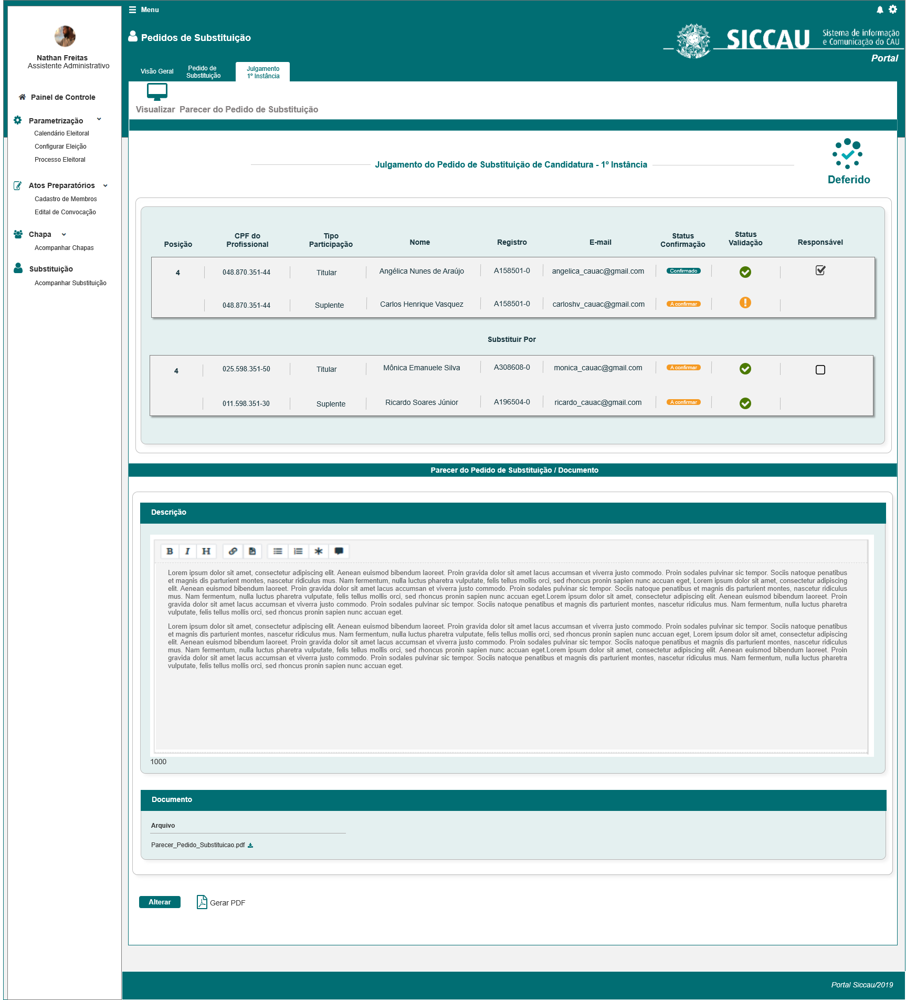 Menu
Pedidos de Substituição
SICCAU
Sistema de informação
e Comunicação do CAU
Portal
Visão Geral
Pedido de
Substituição
Julgamento
1º Instância
Nathan Freitas
Assistente Administrativo
Painel de Controle
Parametrização
Calendário Eleitoral
Configurar Eleição
Processo Eleitoral
Atos Preparatórios
Cadastro de Membros
Edital de Convocação
Chapa
Acompanhar Chapas
Substituição
Acompanhar Substituição
Visualizar Parecer do Pedido de Substituição
Julgamento do Pedido de Substituição de Candidatura - 1º Instância
Deferido
Posição CPF do Profissional Tipo Participação Nome Registro E-mail Status Confirmação Status Validação Responsável
4 048.870.351-44 Titular Angélica Nunes de Araújo A158501-0 angelica_cauac@gmail.com Confirmado
048.870.351-44 Suplente Carlos Henrique Vasquez A158501-0 carloshv_cauac@gmail.com A confirmar
Substituir Por
4 025.598.351-50 Titular Mônica Emanuele Silva A308608-0 monica_cauac@gmail.com A confirmar
011.598.351-30 Suplente Ricardo Soares Júnior A196504-0 ricardo_cauac@gmail.com A confirmar
Parecer do Pedido de Substituição / Documento
Descrição
B I H
Lorem ipsum dolor sit amet, consectetur adipiscing elit. Aenean euismod bibendum laoreet. Proin gravida dolor sit amet lacus accumsan et viverra justo commodo. Proin sodales pulvinar sic tempor. Sociis natoque penatibus
et magnis dis parturient montes, nascetur ridiculus mus. Nam fermentum, nulla luctus pharetra vulputate, felis tellus mollis orci, sed rhoncus pronin sapien nunc accuan eget, Lorem ipsum dolor sit amet, consectetur adipiscing
elit. Aenean euismod bibendum laoreet. Proin gravida dolor sit amet lacus accumsan et viverra justo commodo. Proin sodales pulvinar sic tempor. Sociis natoque penatibus et magnis dis parturient montes, nascetur ridiculus
mus. Nam fermentum, nulla luctus pharetra vulputate, felis tellus mollis orci, sed rhoncus pronin sapien nunc accuan eget.Lorem ipsum dolor sit amet, consectetur adipiscing elit. Aenean euismod bibendum laoreet. Proin
gravida dolor sit amet lacus accumsan et viverra justo commodo. Proin sodales pulvinar sic tempor. Sociis natoque penatibus et magnis dis parturient montes, nascetur ridiculus mus. Nam fermentum, nulla luctus pharetra
vulputate, felis tellus mollis orci, sed rhoncus pronin sapien nunc accuan eget.
Lorem ipsum dolor sit amet, consectetur adipiscing elit. Aenean euismod bibendum laoreet. Proin gravida dolor sit amet lacus accumsan et viverra justo commodo. Proin sodales pulvinar sic tempor. Sociis natoque penatibus
et magnis dis parturient montes, nascetur ridiculus mus. Nam fermentum, nulla luctus pharetra vulputate, felis tellus mollis orci, sed rhoncus pronin sapien nunc accuan eget, Lorem ipsum dolor sit amet, consectetur adipiscing
elit. Aenean euismod bibendum laoreet. Proin gravida dolor sit amet lacus accumsan et viverra justo commodo. Proin sodales pulvinar sic tempor. Sociis natoque penatibus et magnis dis parturient montes, nascetur ridiculus
mus. Nam fermentum, nulla luctus pharetra vulputate, felis tellus mollis orci, sed rhoncus pronin sapien nunc accuan eget.Lorem ipsum dolor sit amet, consectetur adipiscing elit. Aenean euismod bibendum laoreet. Proin
gravida dolor sit amet lacus accumsan et viverra justo commodo. Proin sodales pulvinar sic tempor. Sociis natoque penatibus et magnis dis parturient montes, nascetur ridiculus mus. Nam fermentum, nulla luctus pharetra
vulputate, felis tellus mollis orci, sed rhoncus pronin sapien nunc accuan eget.
1000
Documento
Arquivo
Parecer_Pedido_Substituicao.pdf
Alterar
Gerar PDF
Portal Siccau/2019